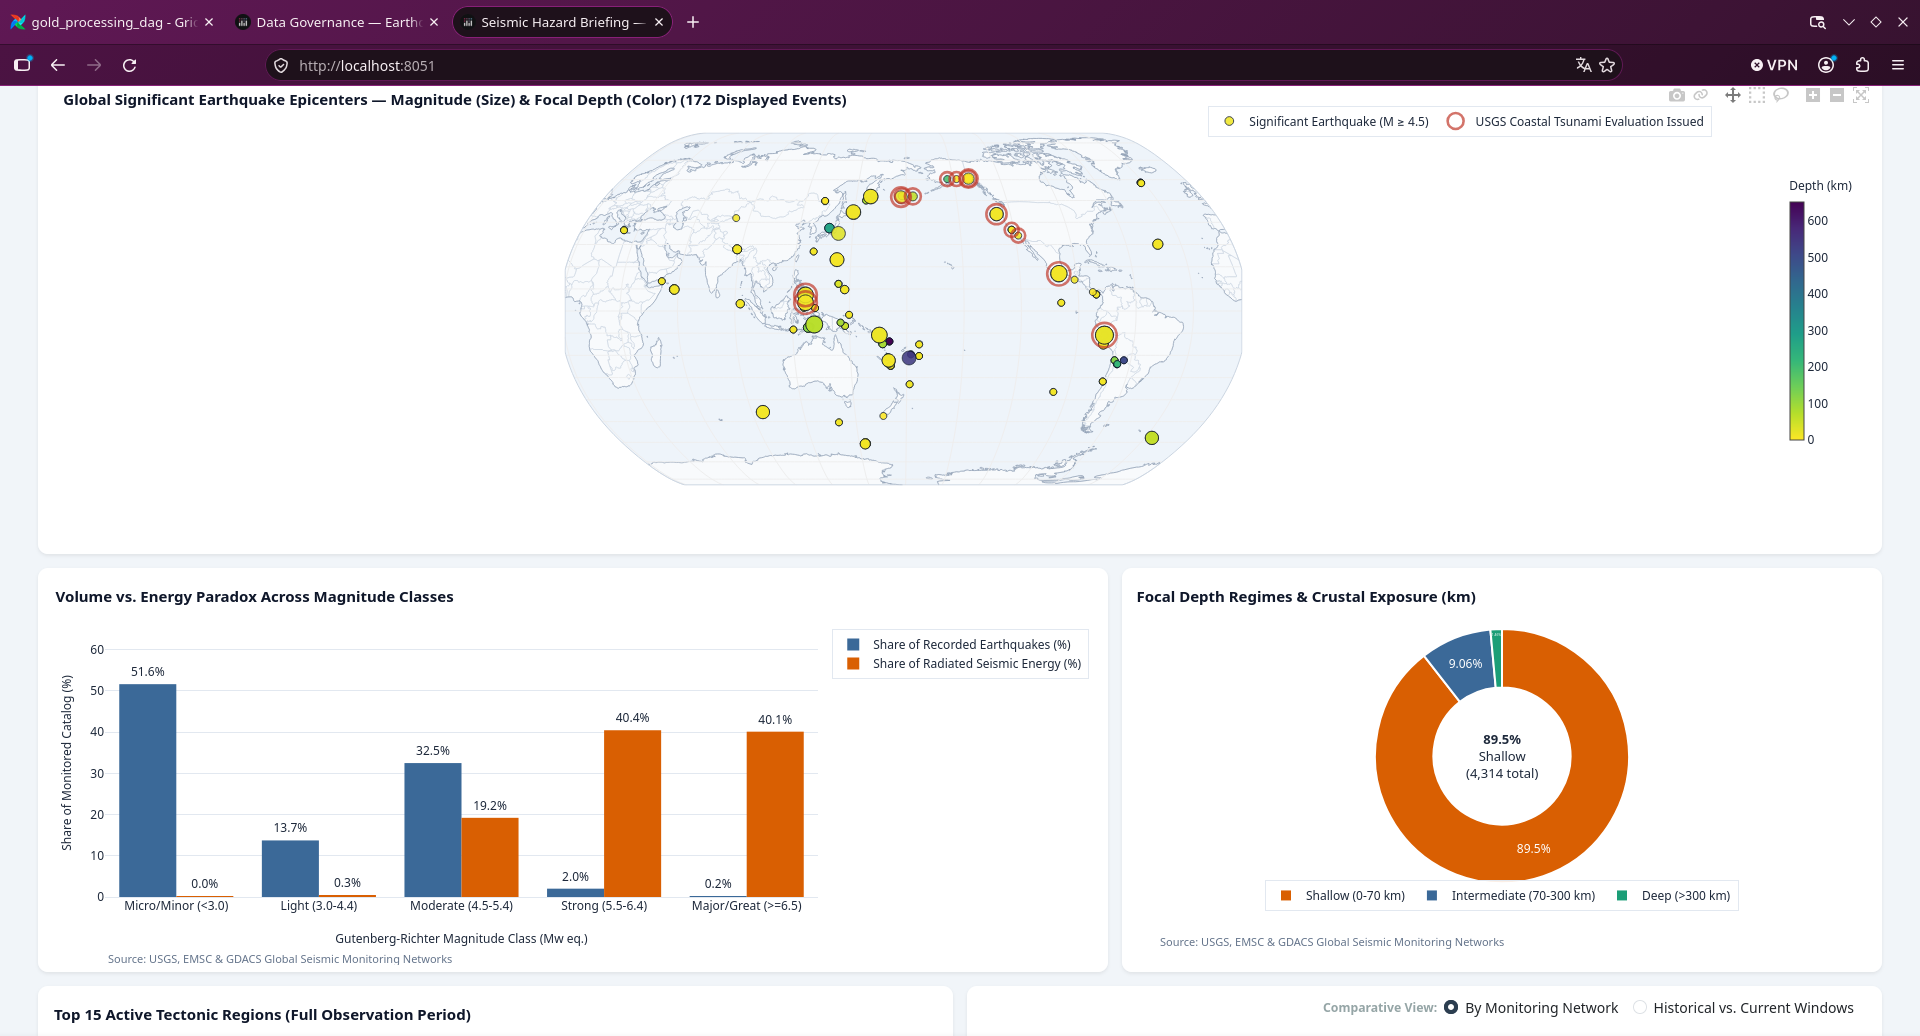 gold_processing_dag - Gri
Data Governance — Earth
Seismic Hazard Briefing —
http://localhost:8051
VPN
Global Significant Earthquake Epicenters — Magnitude (Size) & Focal Depth (Color) (172 Displayed Events)
Significant Earthquake (M ≥ 4.5)
USGS Coastal Tsunami Evaluation Issued
Depth (km)
600
500
400
300
200
100
0
Volume vs. Energy Paradox Across Magnitude Classes
Share of Recorded Earthquakes (%)
Share of Radiated Seismic Energy (%)
Share of Monitored Catalog (%)
60
50
40
30
20
10
0
51.6%
0.0%
13.7%
0.3%
32.5%
19.2%
2.0%
40.4%
0.2%
40.1%
Micro/Minor (<3.0)
Light (3.0-4.4)
Moderate (4.5-5.4)
Strong (5.5-6.4)
Major/Great (>=6.5)
Gutenberg-Richter Magnitude Class (Mw eq.)
Source: USGS, EMSC & GDACS Global Seismic Monitoring Networks
Focal Depth Regimes & Crustal Exposure (km)
9.06%
89.5%
Shallow
(4,314 total)
89.5%
Shallow (0-70 km)
Intermediate (70-300 km)
Deep (>300 km)
Source: USGS, EMSC & GDACS Global Seismic Monitoring Networks
Top 15 Active Tectonic Regions (Full Observation Period)
Comparative View:
By Monitoring Network
Historical vs. Current Windows